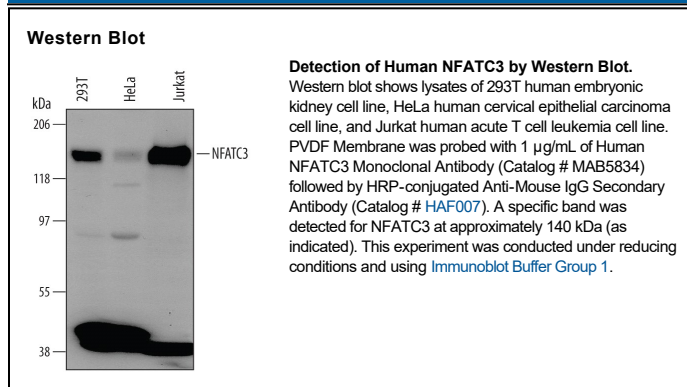 Western Blot
293T
HeLa
Jurkat
kDa
206
NFATC3
118
97
55
38
Detection of Human NFATC3 by Western Blot.
Western blot shows lysates of 293T human embryonic
kidney cell line, HeLa human cervical epithelial carcinoma
cell line, and Jurkat human acute T cell leukemia cell line.
PVDF Membrane was probed with 1 µg/mL of Human
NFATC3 Monoclonal Antibody (Catalog # MAB5834)
followed by HRP-conjugated Anti-Mouse IgG Secondary
Antibody (Catalog # HAF007). A specific band was
detected for NFATC3 at approximately 140 kDa (as
indicated). This experiment was conducted under reducing
conditions and using Immunoblot Buffer Group 1.